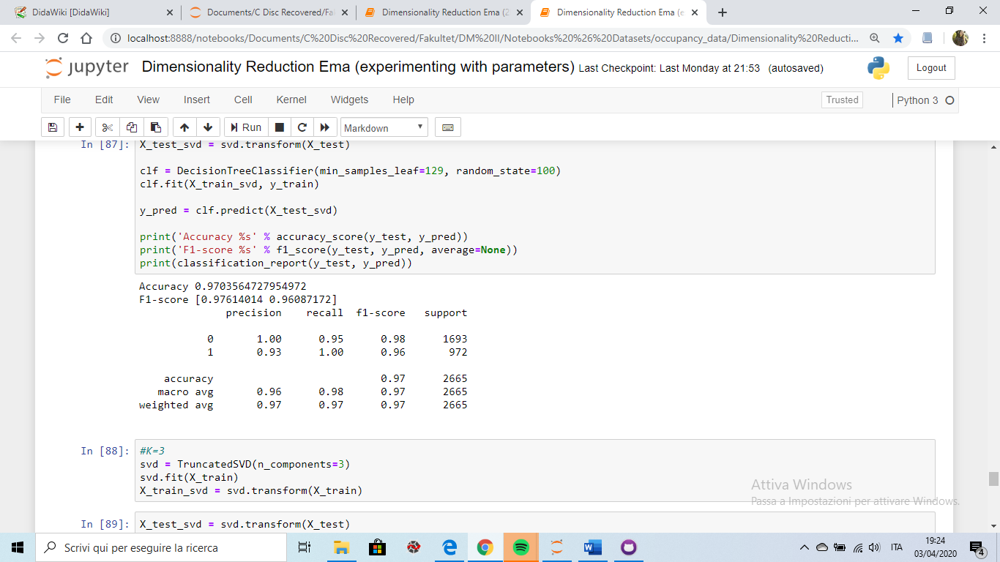 DidaWiki [DidaWiki]
Documents/C Disc Recovered/Fa
Dimensionality Reduction Ema (2
Dimensionality Reduction Ema (e
localhost:8888/notebooks/Documents/C%20Disc%20Recovered/Fakultet/DM%20II/Notebooks%20%26%20Datasets/occupancy_data/Dimensionality%20Reducti...
jupyter Dimensionality Reduction Ema (experimenting with parameters) Last Checkpoint: Last Monday at 21:53 (autosaved)
Logout
File Edit View Insert Cell Kernel Widgets Help
Trusted Python 3
Run Markdown
In [87]: X_test_svd = svd.transform(X_test)
clf = DecisionTreeClassifier(min_samples_leaf=129, random_state=100)
clf.fit(X_train_svd, y_train)
y_pred = clf.predict(X_test_svd)
print('Accuracy %s' % accuracy_score(y_test, y_pred))
print('F1-score %s' % f1_score(y_test, y_pred, average=None))
print(classification_report(y_test, y_pred))
Accuracy 0.9703564727954972
F1-score [0.97614014 0.96087172]
precision recall f1-score support
0 1.00 0.95 0.98 1693
1 0.93 1.00 0.96 972
accuracy 0.97 2665
macro avg 0.96 0.98 0.97 2665
weighted avg 0.97 0.97 0.97 2665
In [88]: #K=3
svd = TruncatedSVD(n_components=3)
svd.fit(X_train)
X_train_svd = svd.transform(X_train)
Attiva Windows
Passa a Impostazioni per attivare Windows.
In [89]: X_test_svd = svd.transform(X_test)
Scrivi qui per eseguire la ricerca
ITA
19:24
03/04/2020
4